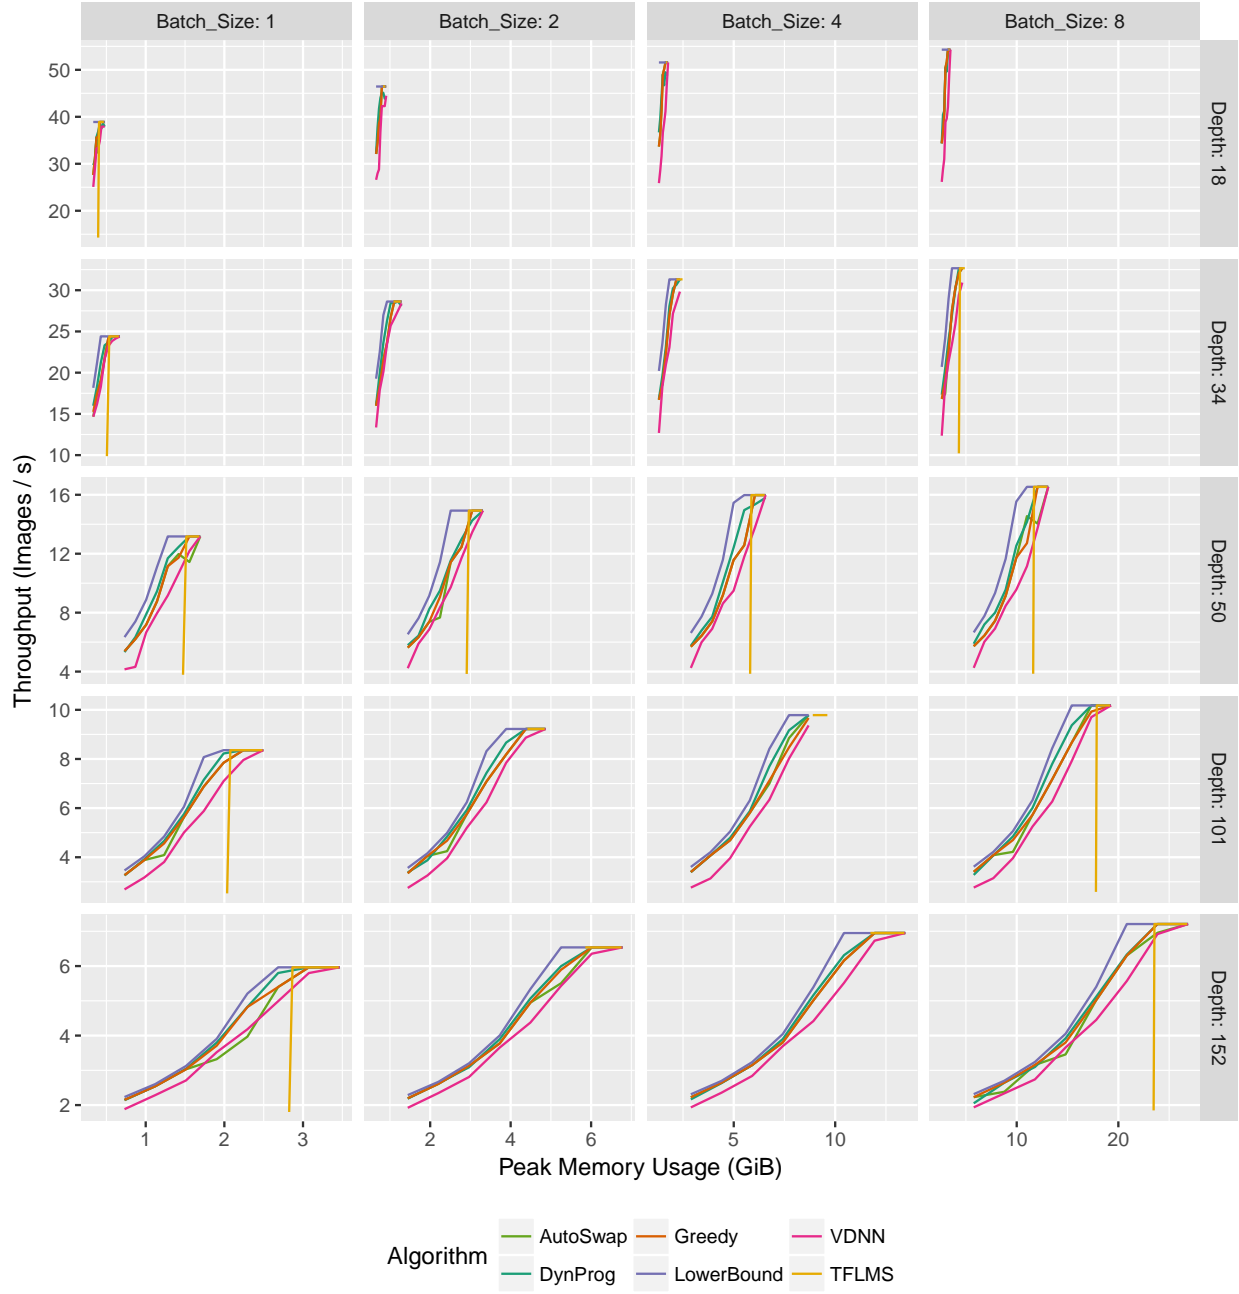 Batch_Size: 1 Batch_Size: 2 Batch_Size: 4 Batch_Size: 8
50
40
30
20
Depth: 18
30
25
20
15
10
Depth: 34
16
12
8
4
Depth: 50
10
8
6
4
Depth: 101
6
4
2
Depth: 152
Throughput (Images / s)
1 2 3 2 4 6 5 10 10 20
Peak Memory Usage (GiB)
Algorithm
AutoSwap Greedy VDNN
DynProg LowerBound TFLMS